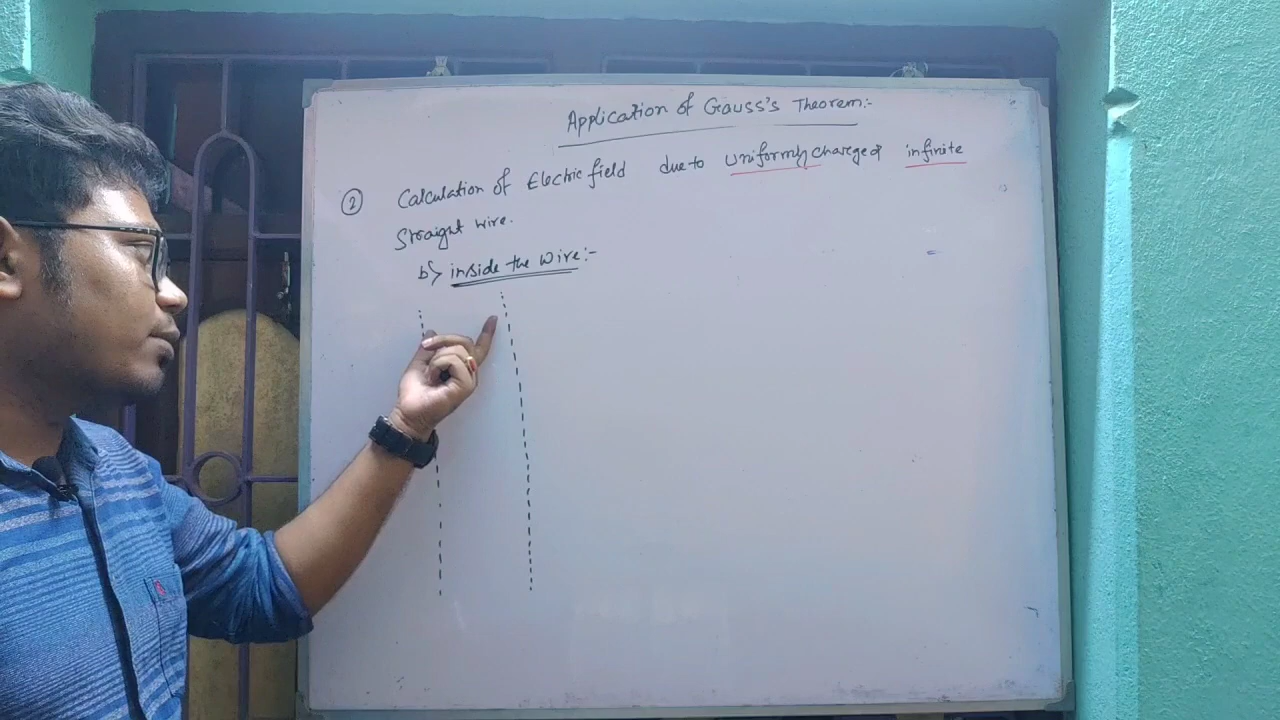 Application of Gauss's Theorem:-
② Calculation of Electric field due to uniformly charged infinite
straight wire.
b> inside the wire:-